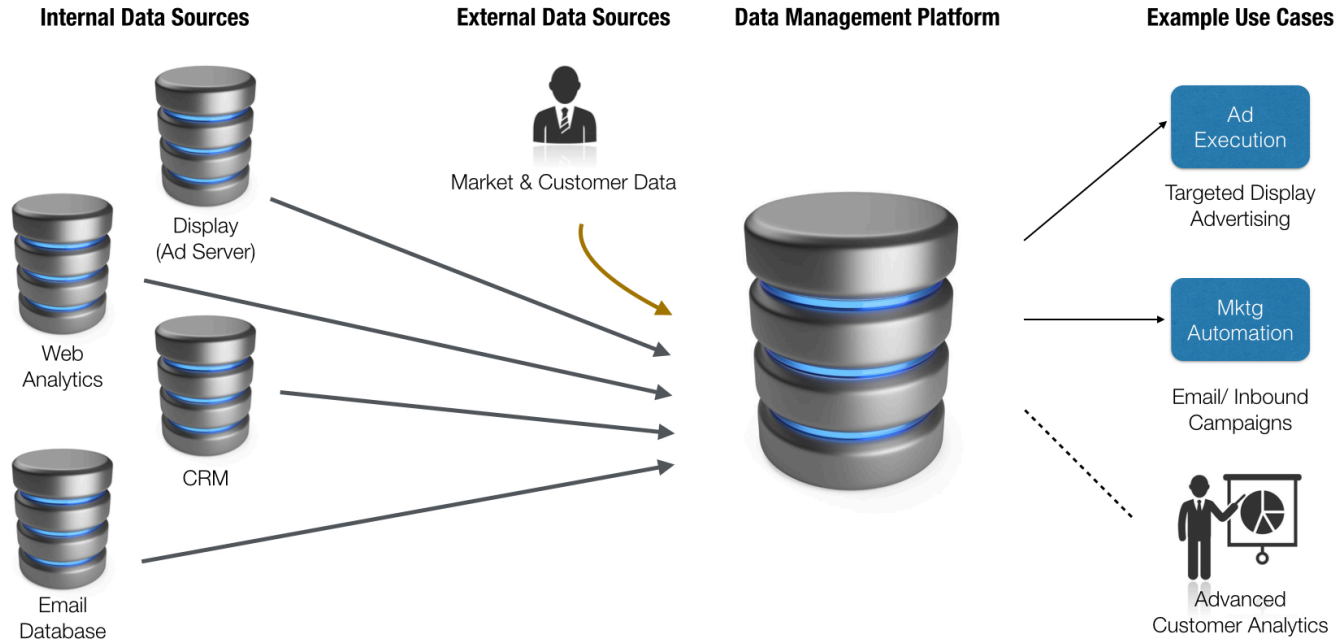 Internal Data Sources
External Data Sources
Data Management Platform
Example Use Cases
Display
(Ad Server)
Web
Analytics
CRM
Email
Database
Market & Customer Data
Ad
Execution
Targeted Display
Advertising
Mktg
Automation
Email/ Inbound
Campaigns
Advanced
Customer Analytics